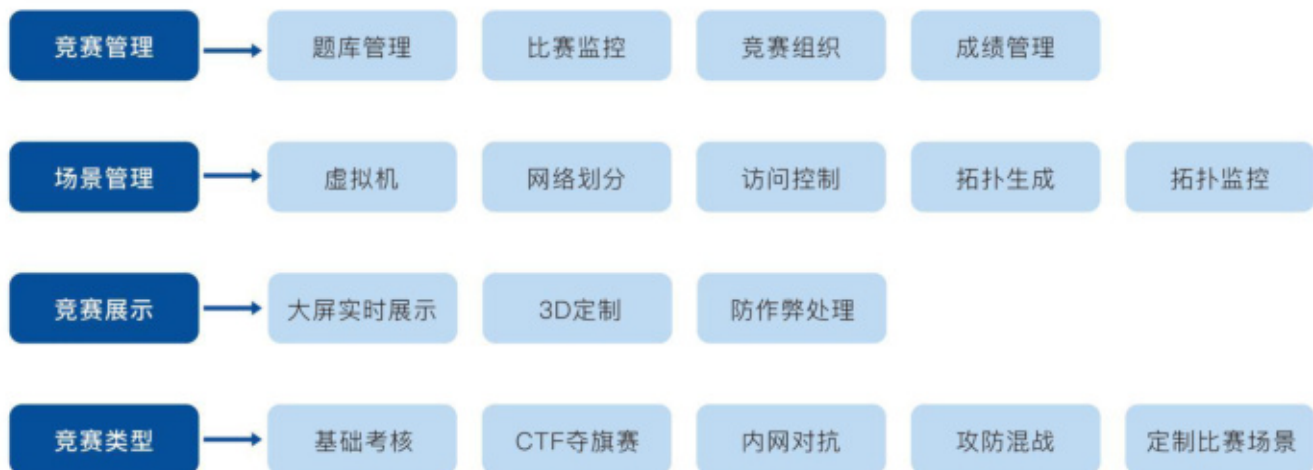 竞赛管理 题库管理 比赛监控 竞赛组织 成绩管理
场景管理 虚拟机 网络划分 访问控制 拓扑生成 拓扑监控
竞赛展示 大屏实时展示 3D定制 防作弊处理
竞赛类型 基础考核 CTF夺旗赛 内网对抗 攻防混战 定制比赛场景